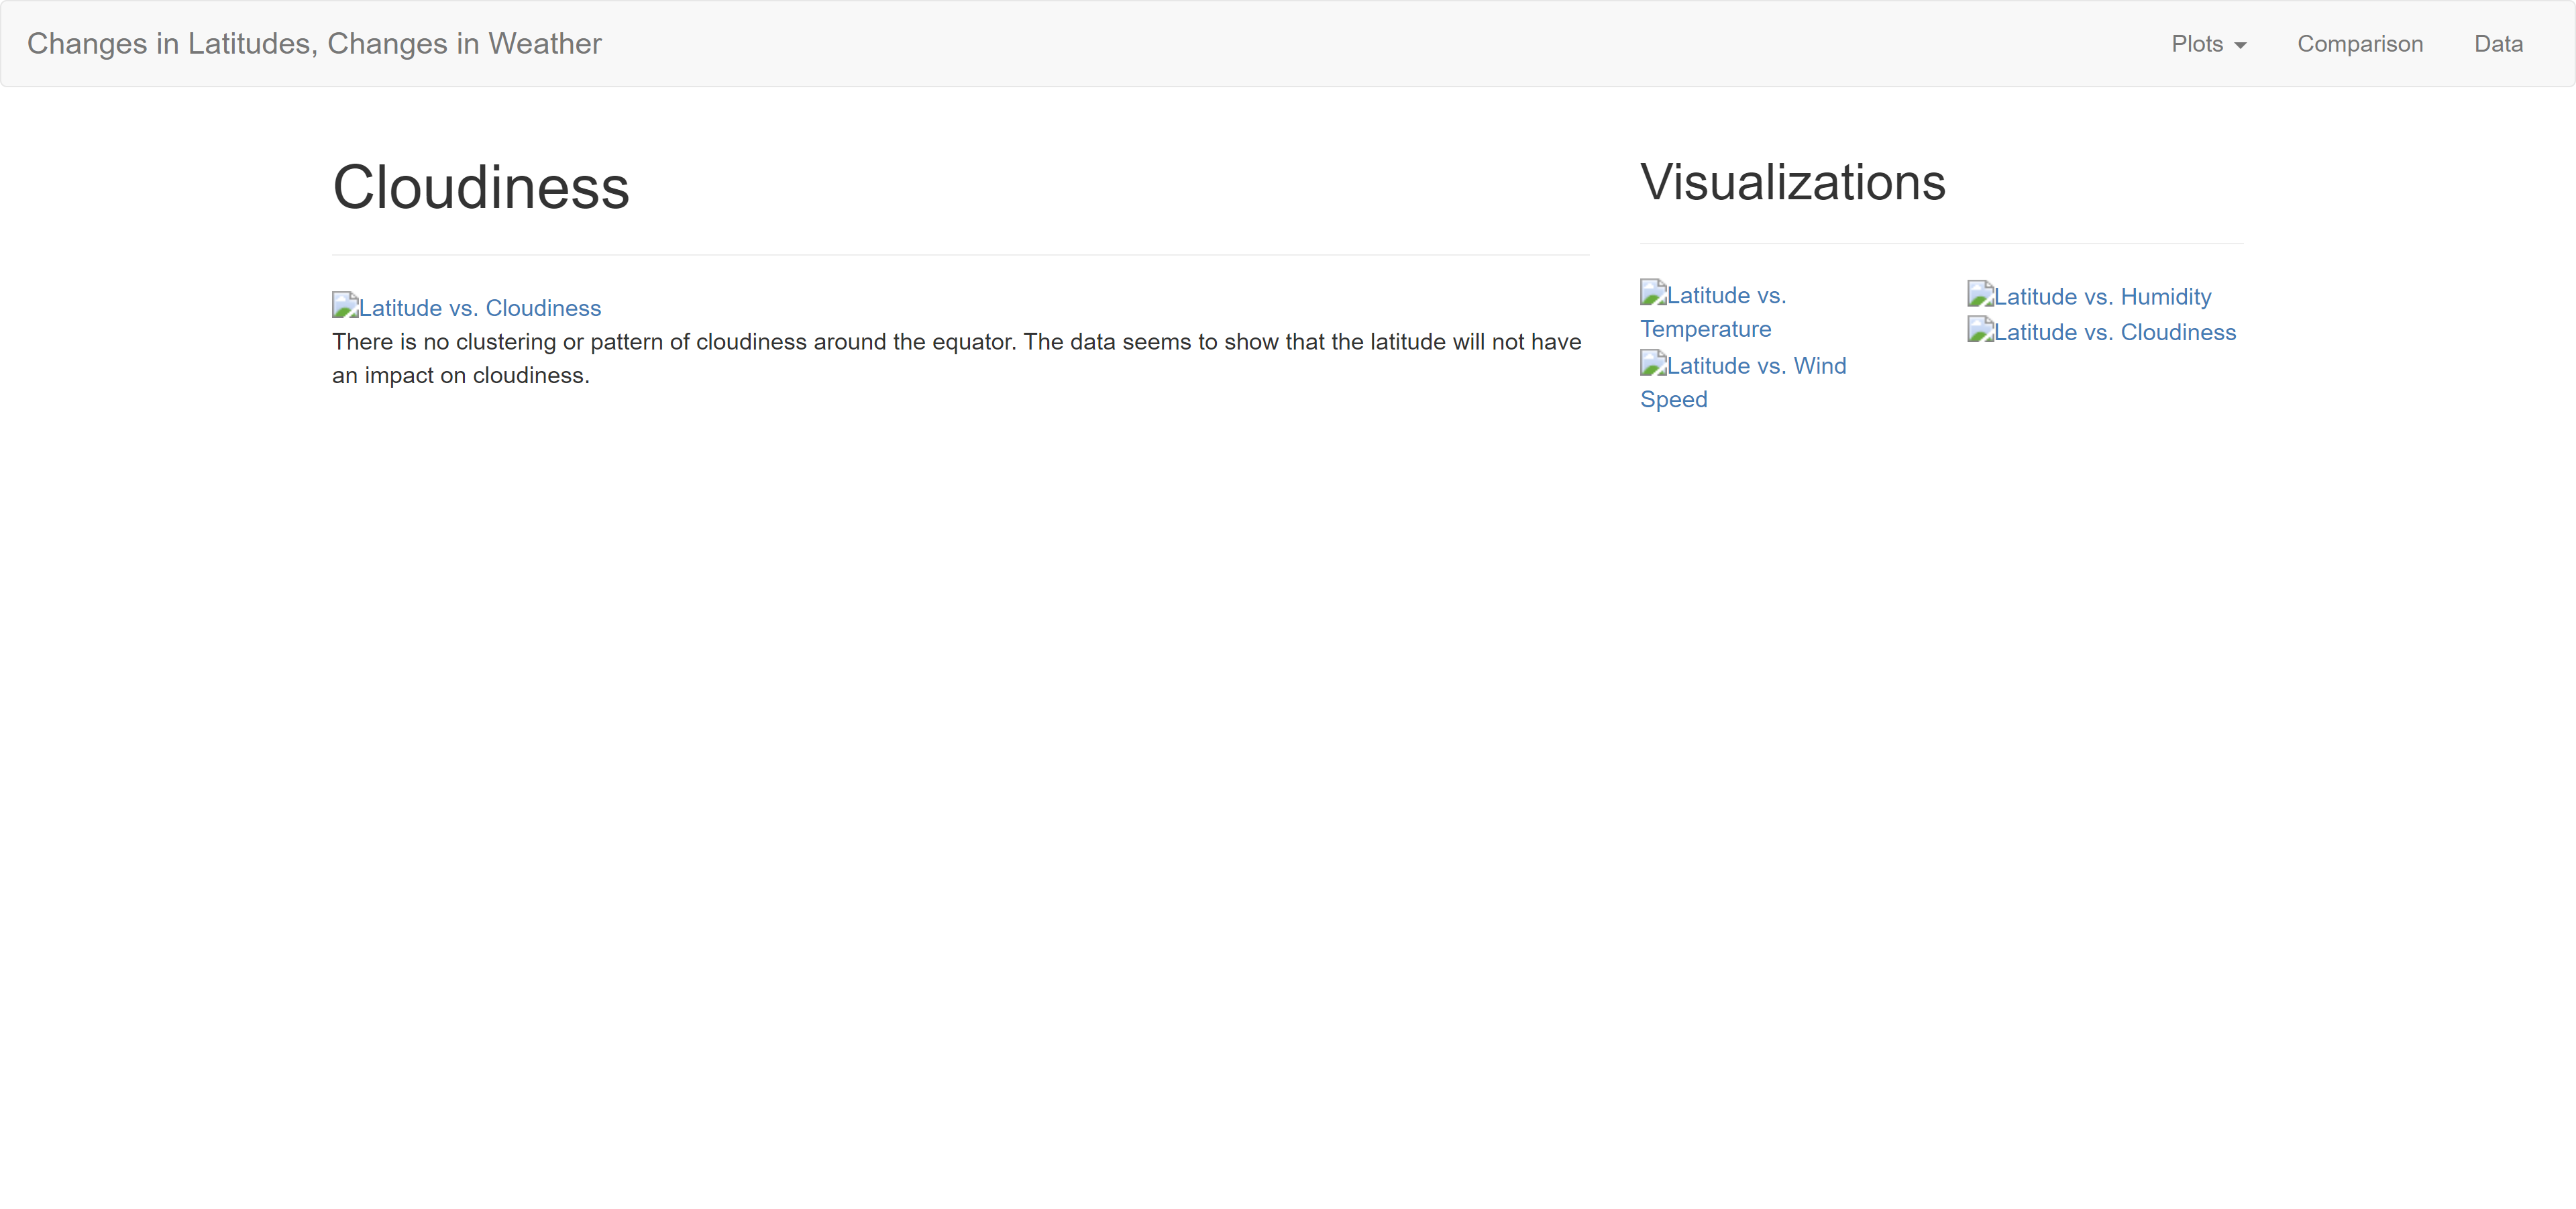 Changes in Latitudes, Changes in Weather
Plots
Comparison
Data
Cloudiness
Latitude vs. Cloudiness
There is no clustering or pattern of cloudiness around the equator. The data seems to show that the latitude will not have
an impact on cloudiness.
Visualizations
Latitude vs.
Temperature
Latitude vs. Wind
Speed
Latitude vs. Humidity
Latitude vs. Cloudiness